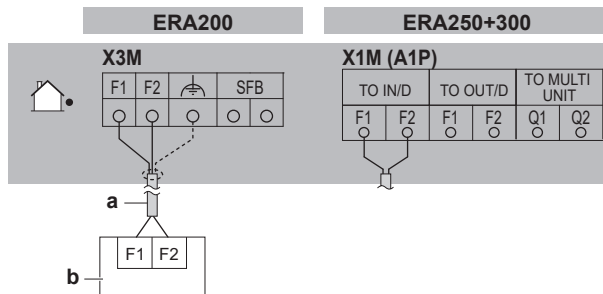 ERA200 ERA250+300
X3M X1M (A1P)
F1 F2 SFB
TO IN/D TO OUT/D TO MULTI UNIT
F1 F2 F1 F2 Q1 Q2
a
F1 F2
b